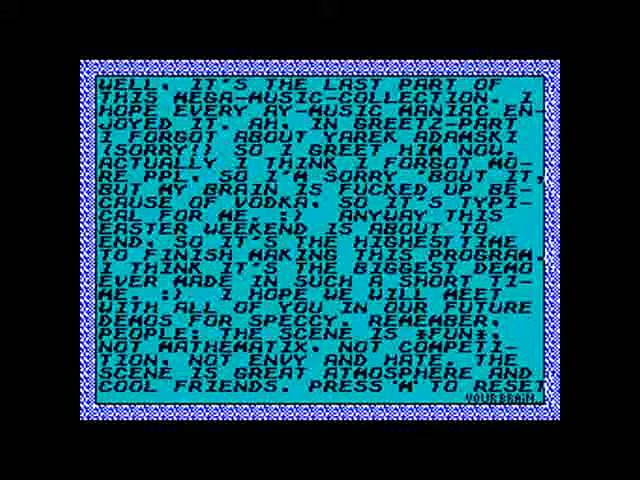 WELL. IT'S THE LAST PART OF
THIS MEGA-MUSIC-COLLECTION. I
HOPE EVERY AY-MUSIC MANIAC EN-
JOYED IT. AH! IN GREETZ-PART
I FORGOT ABOUT YAREK ADAMSKI
(SORRY!) SO I GREET HIM NOW.
ACTUALLY I THINK I FORGOT MO-
RE PPL, SO I'M SORRY 'BOUT IT,
BUT MY BRAIN IS FUCKED UP BE-
CAUSE OF VODKA. SO IT'S TYPI-
CAL FOR ME. :) ANYWAY THIS
EASTER WEEKEND IS ABOUT TO
END. SO IT'S THE HIGHEST TIME
TO FINISH MAKING THIS PROGRAM.
I THINK IT'S THE BIGGEST DEMO
EVER MADE IN SUCH A SHORT TI-
ME. :) I HOPE WE WILL MEET
WITH ALL OF YOU IN OUR FUTURE
DEMOS FOR SPECCY. REMEMBER,
PEOPLE: THE SCENE IS *FUN*.
NOT MATHEMATIX. NOT COMPETI-
TION. NOT ENVY AND HATE. THE
SCENE IS GREAT ATMOSPHERE AND
COOL FRIENDS. PRESS 'M' TO RESET
YOUR BRAIN.